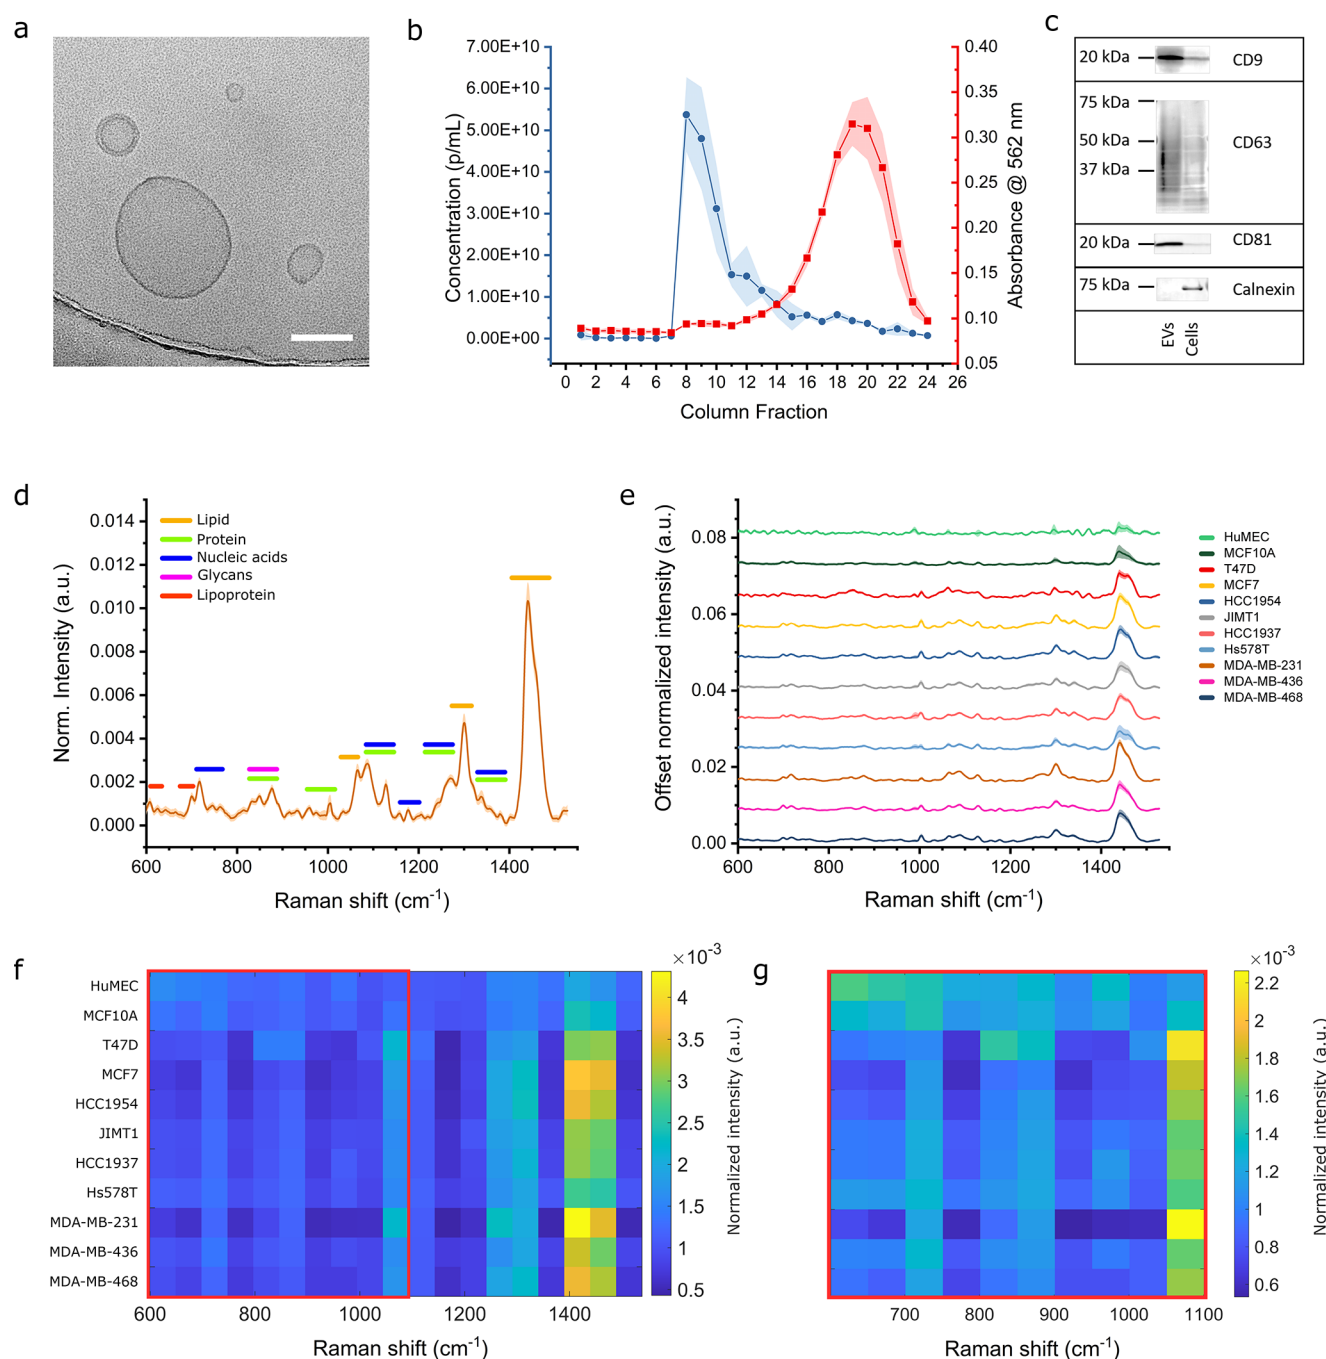 a
b
7.00E+10
6.00E+10
5.00E+10
4.00E+10
3.00E+10
2.00E+10
1.00E+10
0.00E+00
Concentration (p/mL)
0.40
0.35
0.30
0.25
0.20
0.15
0.10
0.05
Absorbance @ 562 nm
0 2 4 6 8 10 12 14 16 18 20 22 24 26
Column Fraction
c
20 kDa CD9
75 kDa
50 kDa CD63
37 kDa
20 kDa CD81
75 kDa Calnexin
EVs
Cells
d
0.014
0.012
0.010
0.008
0.006
0.004
0.002
0.000
Norm. Intensity (a.u.)
Lipid
Protein
Nucleic acids
Glycans
Lipoprotein
600 800 1000 1200 1400
Raman shift (cm⁻¹)
e
0.08
0.06
0.04
0.02
0.00
Offset normalized intensity (a.u.)
600 800 1000 1200 1400
Raman shift (cm⁻¹)
HuMEC
MCF10A
T47D
MCF7
HCC1954
JIMT1
HCC1937
Hs578T
MDA-MB-231
MDA-MB-436
MDA-MB-468
f
HuMEC
MCF10A
T47D
MCF7
HCC1954
JIMT1
HCC1937
Hs578T
MDA-MB-231
MDA-MB-436
MDA-MB-468
600 800 1000 1200 1400
Raman shift (cm⁻¹)
×10⁻³
4
3.5
3
2.5
2
1.5
1
0.5
Normalized intensity (a.u.)
g
700 800 900 1000 1100
Raman shift (cm⁻¹)
×10⁻³
2.2
2
1.8
1.6
1.4
1.2
1
0.8
0.6
Normalized intensity (a.u.)